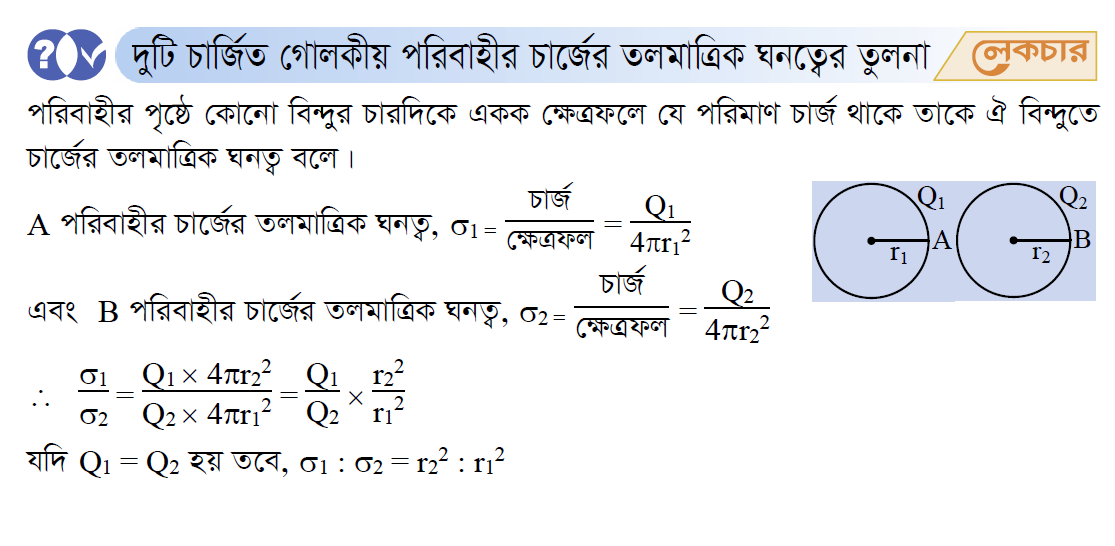 ? দুটি চার্জিত গোলকীয় পরিবাহীর চার্জের তলমাত্রিক ঘনত্বের তুলনা লেকচার
পরিবাহীর পৃষ্ঠে কোনো বিন্দুর চারদিকে একক ক্ষেত্রফলে যে পরিমাণ চার্জ থাকে তাকে ঐ বিন্দুতে
চার্জের তলমাত্রিক ঘনত্ব বলে।
A পরিবাহীর চার্জের তলমাত্রিক ঘনত্ব, σ₁ = চার্জ/ক্ষেত্রফল = Q₁/4πr₁²
Q₁ r₁ A Q₂ r₂ B
এবং B পরিবাহীর চার্জের তলমাত্রিক ঘনত্ব, σ₂ = চার্জ/ক্ষেত্রফল = Q₂/4πr₂²
∴ σ₁/σ₂ = Q₁ × 4πr₂²/Q₂ × 4πr₁² = Q₁/Q₂ × r₂²/r₁²
যদি Q₁ = Q₂ হয় তবে, σ₁ : σ₂ = r₂² : r₁²